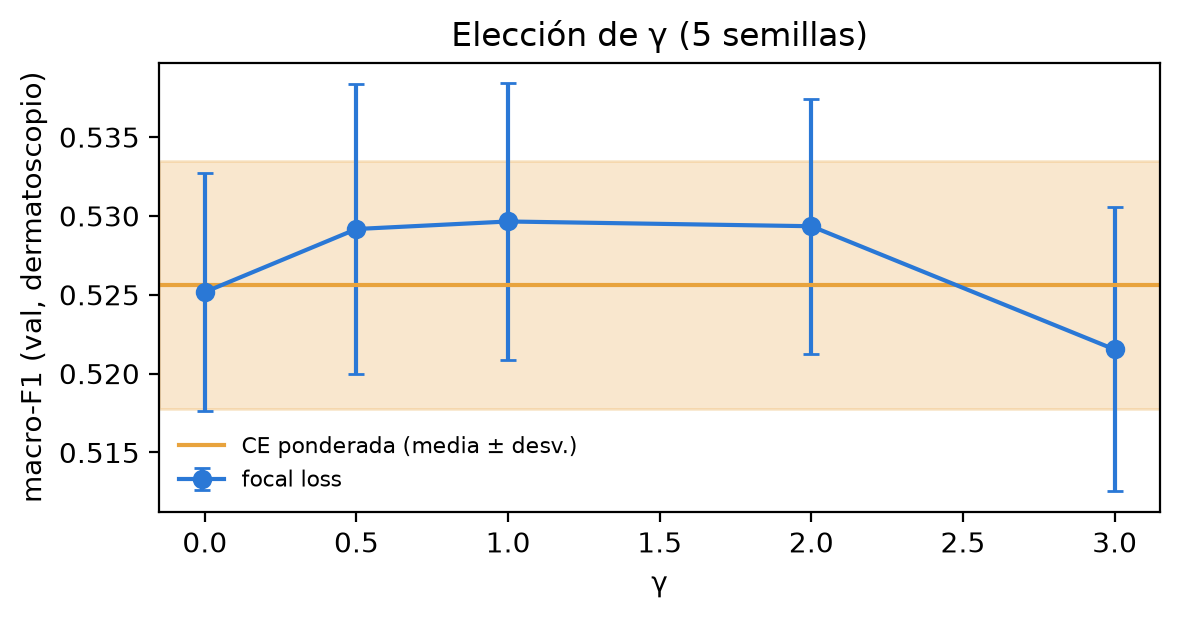 Elección de γ (5 semillas)
macro-F1 (val, dermatoscopio)
0.535
0.530
0.525
0.520
0.515
CE ponderada (media ± desv.)
focal loss
0.0 0.5 1.0 1.5 2.0 2.5 3.0
γ